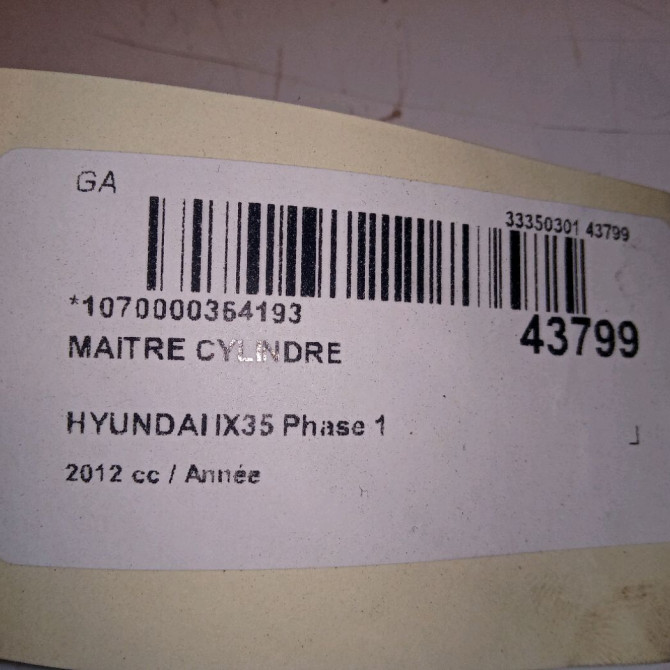 GA
33350301 43799
*1070000364193
43799
MAITRE CYLINDRE
HYUNDAI IX35 Phase 1
2012 cc / Année